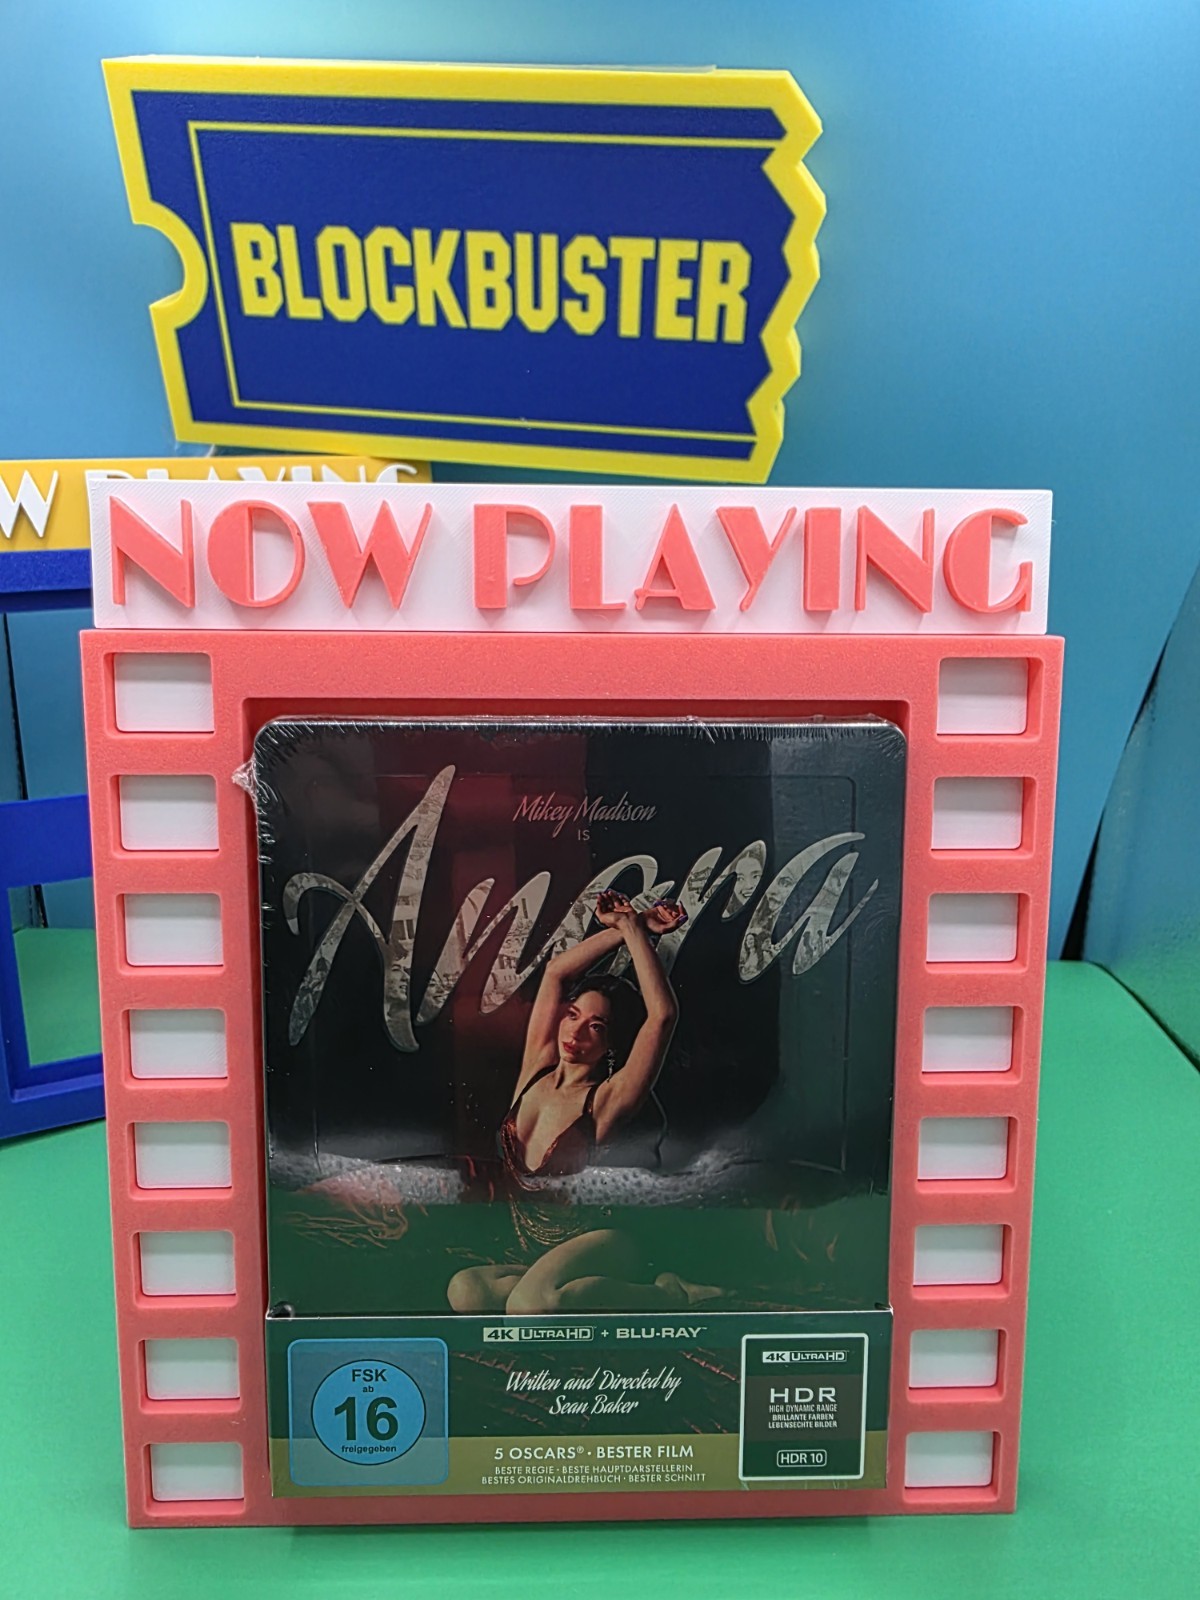 BLOCKBUSTER
W PLAYING
NOW PLAYING
Mikey Madison
IS
Anora
4K ULTRAHD + BLU-RAY™
FSK
ab
16
freigegeben
Written and Directed by
Sean Baker
5 OSCARS® · BESTER FILM
BESTE REGIE · BESTE HAUPTDARSTELLERIN
BESTES ORIGINALDREHBUCH · BESTER SCHNITT
4K ULTRAHD
HDR
HIGH DYNAMIC RANGE
BRILLANTE FARBEN
LEBENSECHTE BILDER
HDR 10